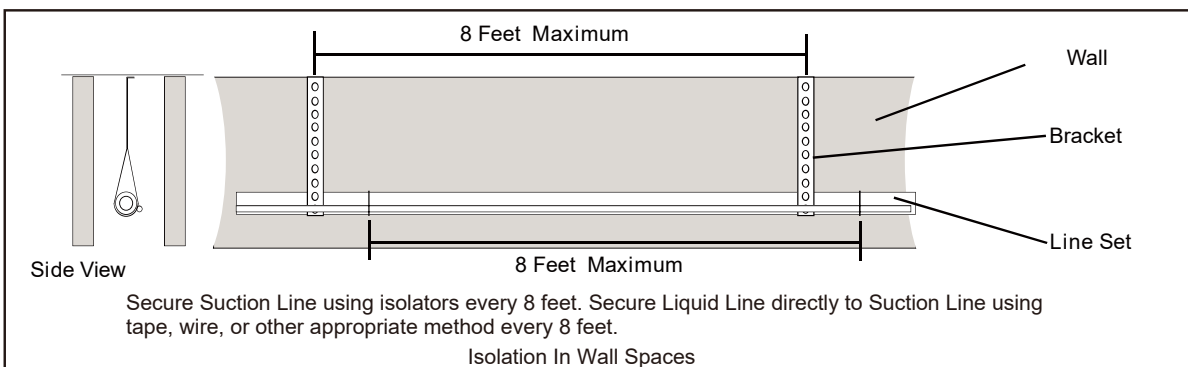 8 Feet Maximum
Wall
Bracket
Line Set
8 Feet Maximum
Side View
Secure Suction Line using isolators every 8 feet. Secure Liquid Line directly to Suction Line using
tape, wire, or other appropriate method every 8 feet.
Isolation In Wall Spaces